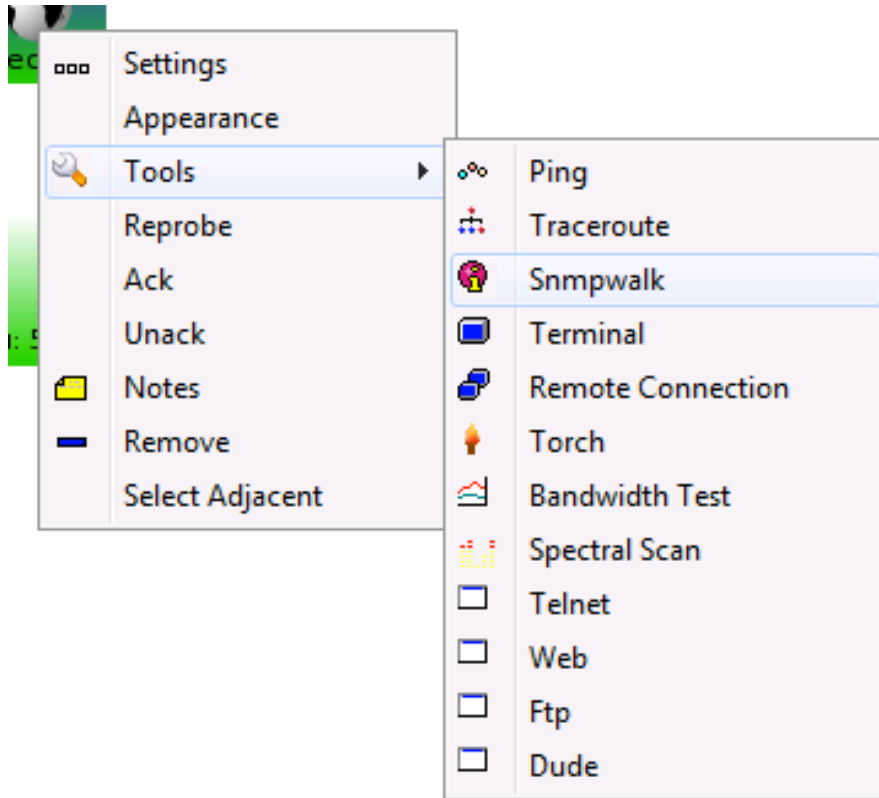 Settings
Appearance
Tools
Reprobe
Ack
Unack
Notes
Remove
Select Adjacent
Ping
Traceroute
Snmpwalk
Terminal
Remote Connection
Torch
Bandwidth Test
Spectral Scan
Telnet
Web
Ftp
Dude